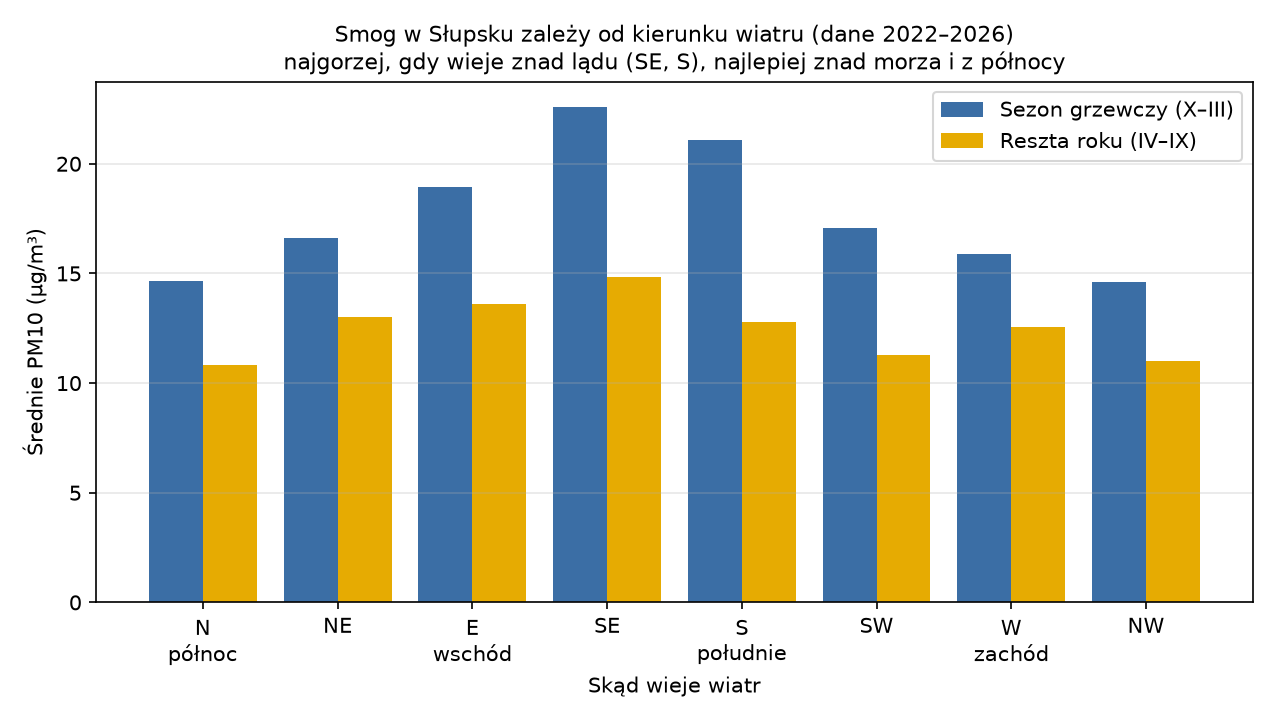 Smog w Słupsku zależy od kierunku wiatru (dane 2022–2026)
najgorzej, gdy wieje znad lądu (SE, S), najlepiej znad morza i z północy
Sezon grzewczy (X–III)
Reszta roku (IV–IX)
Średnie PM10 (µg/m³)
20
15
10
5
0
N
północ
NE
E
wschód
SE
S
południe
SW
W
zachód
NW
Skąd wieje wiatr